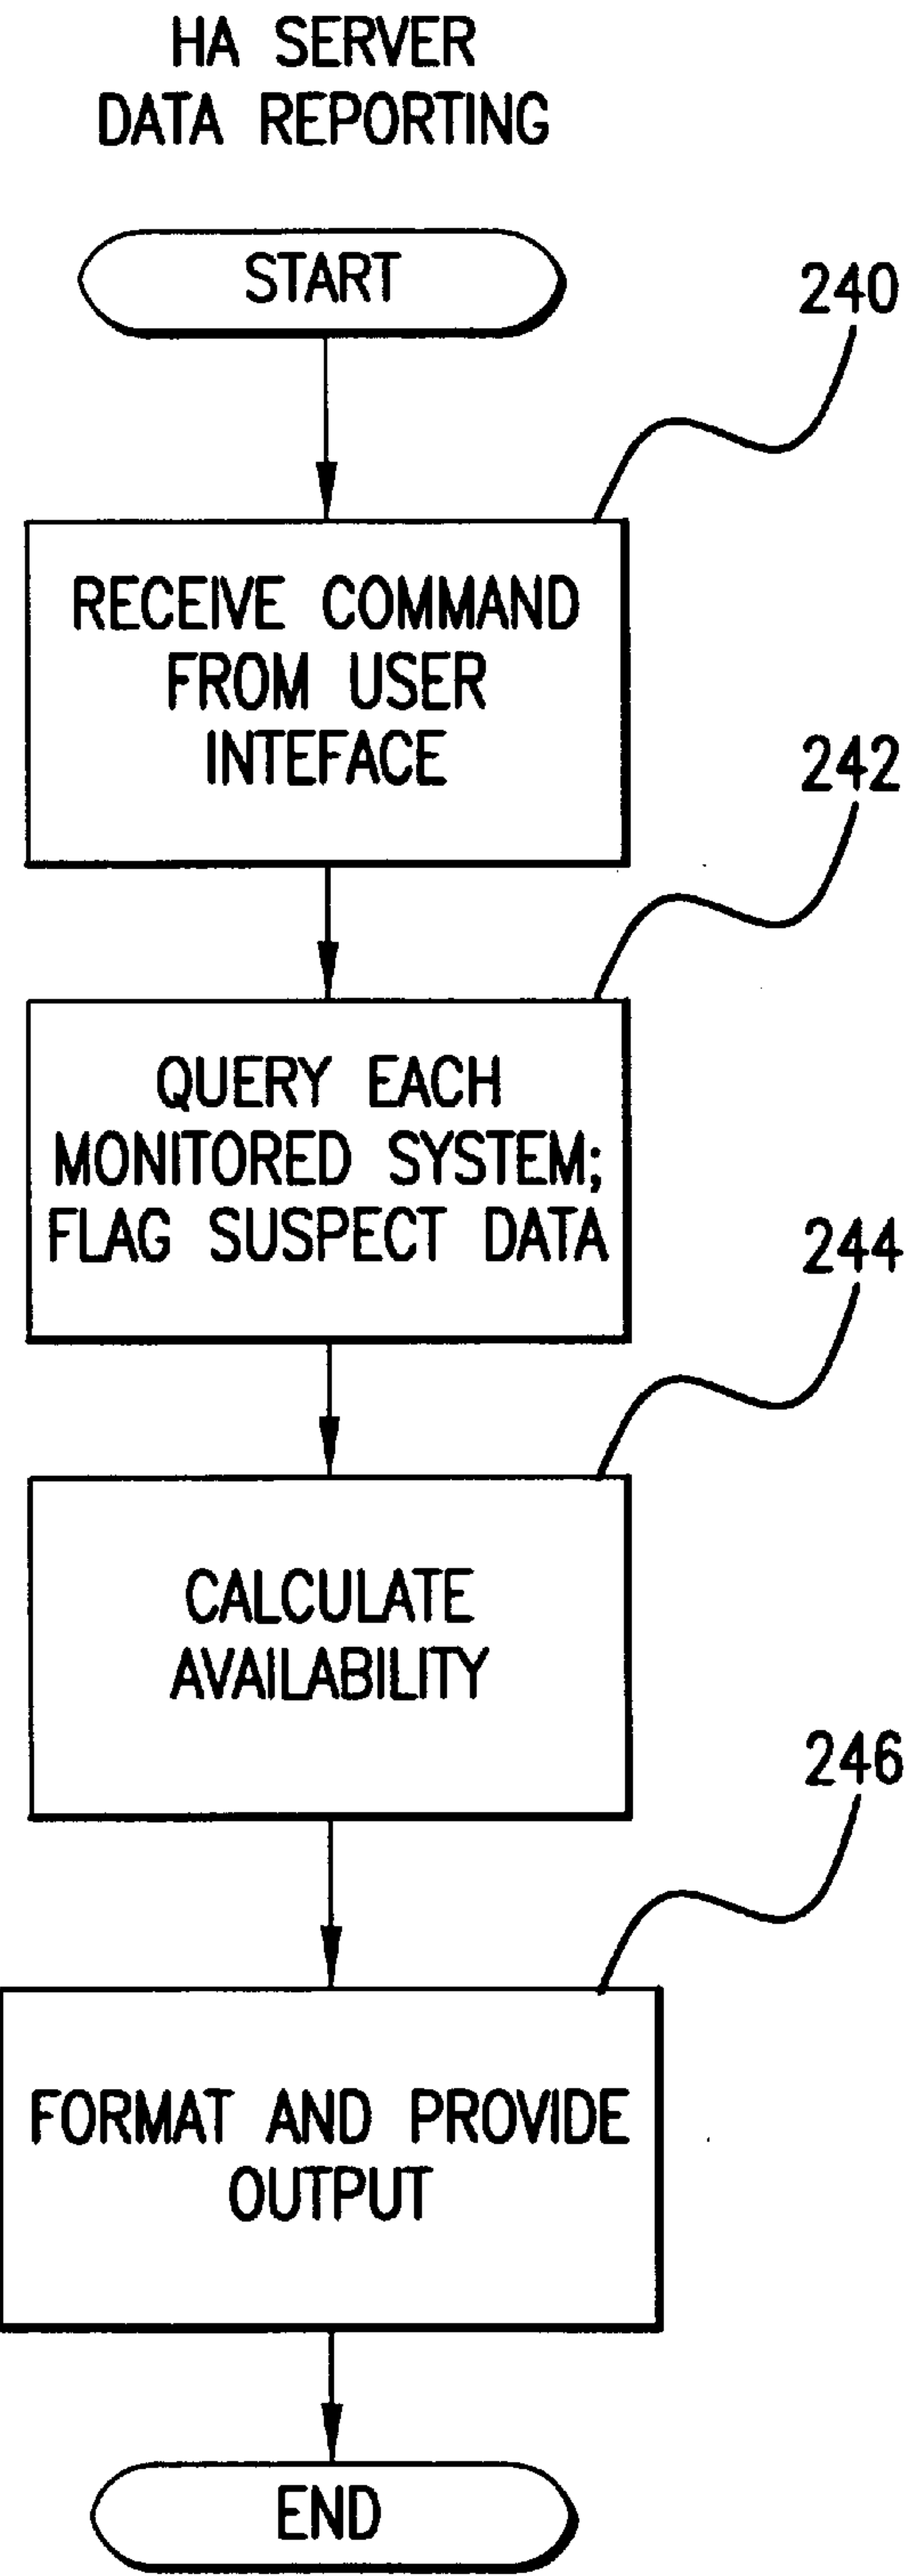 HA SERVER
DATA REPORTING
START
240
RECEIVE COMMAND
FROM USER
INTEFACE
242
QUERY EACH
MONITORED SYSTEM;
FLAG SUSPECT DATA
244
CALCULATE
AVAILABILITY
246
FORMAT AND PROVIDE
OUTPUT
END